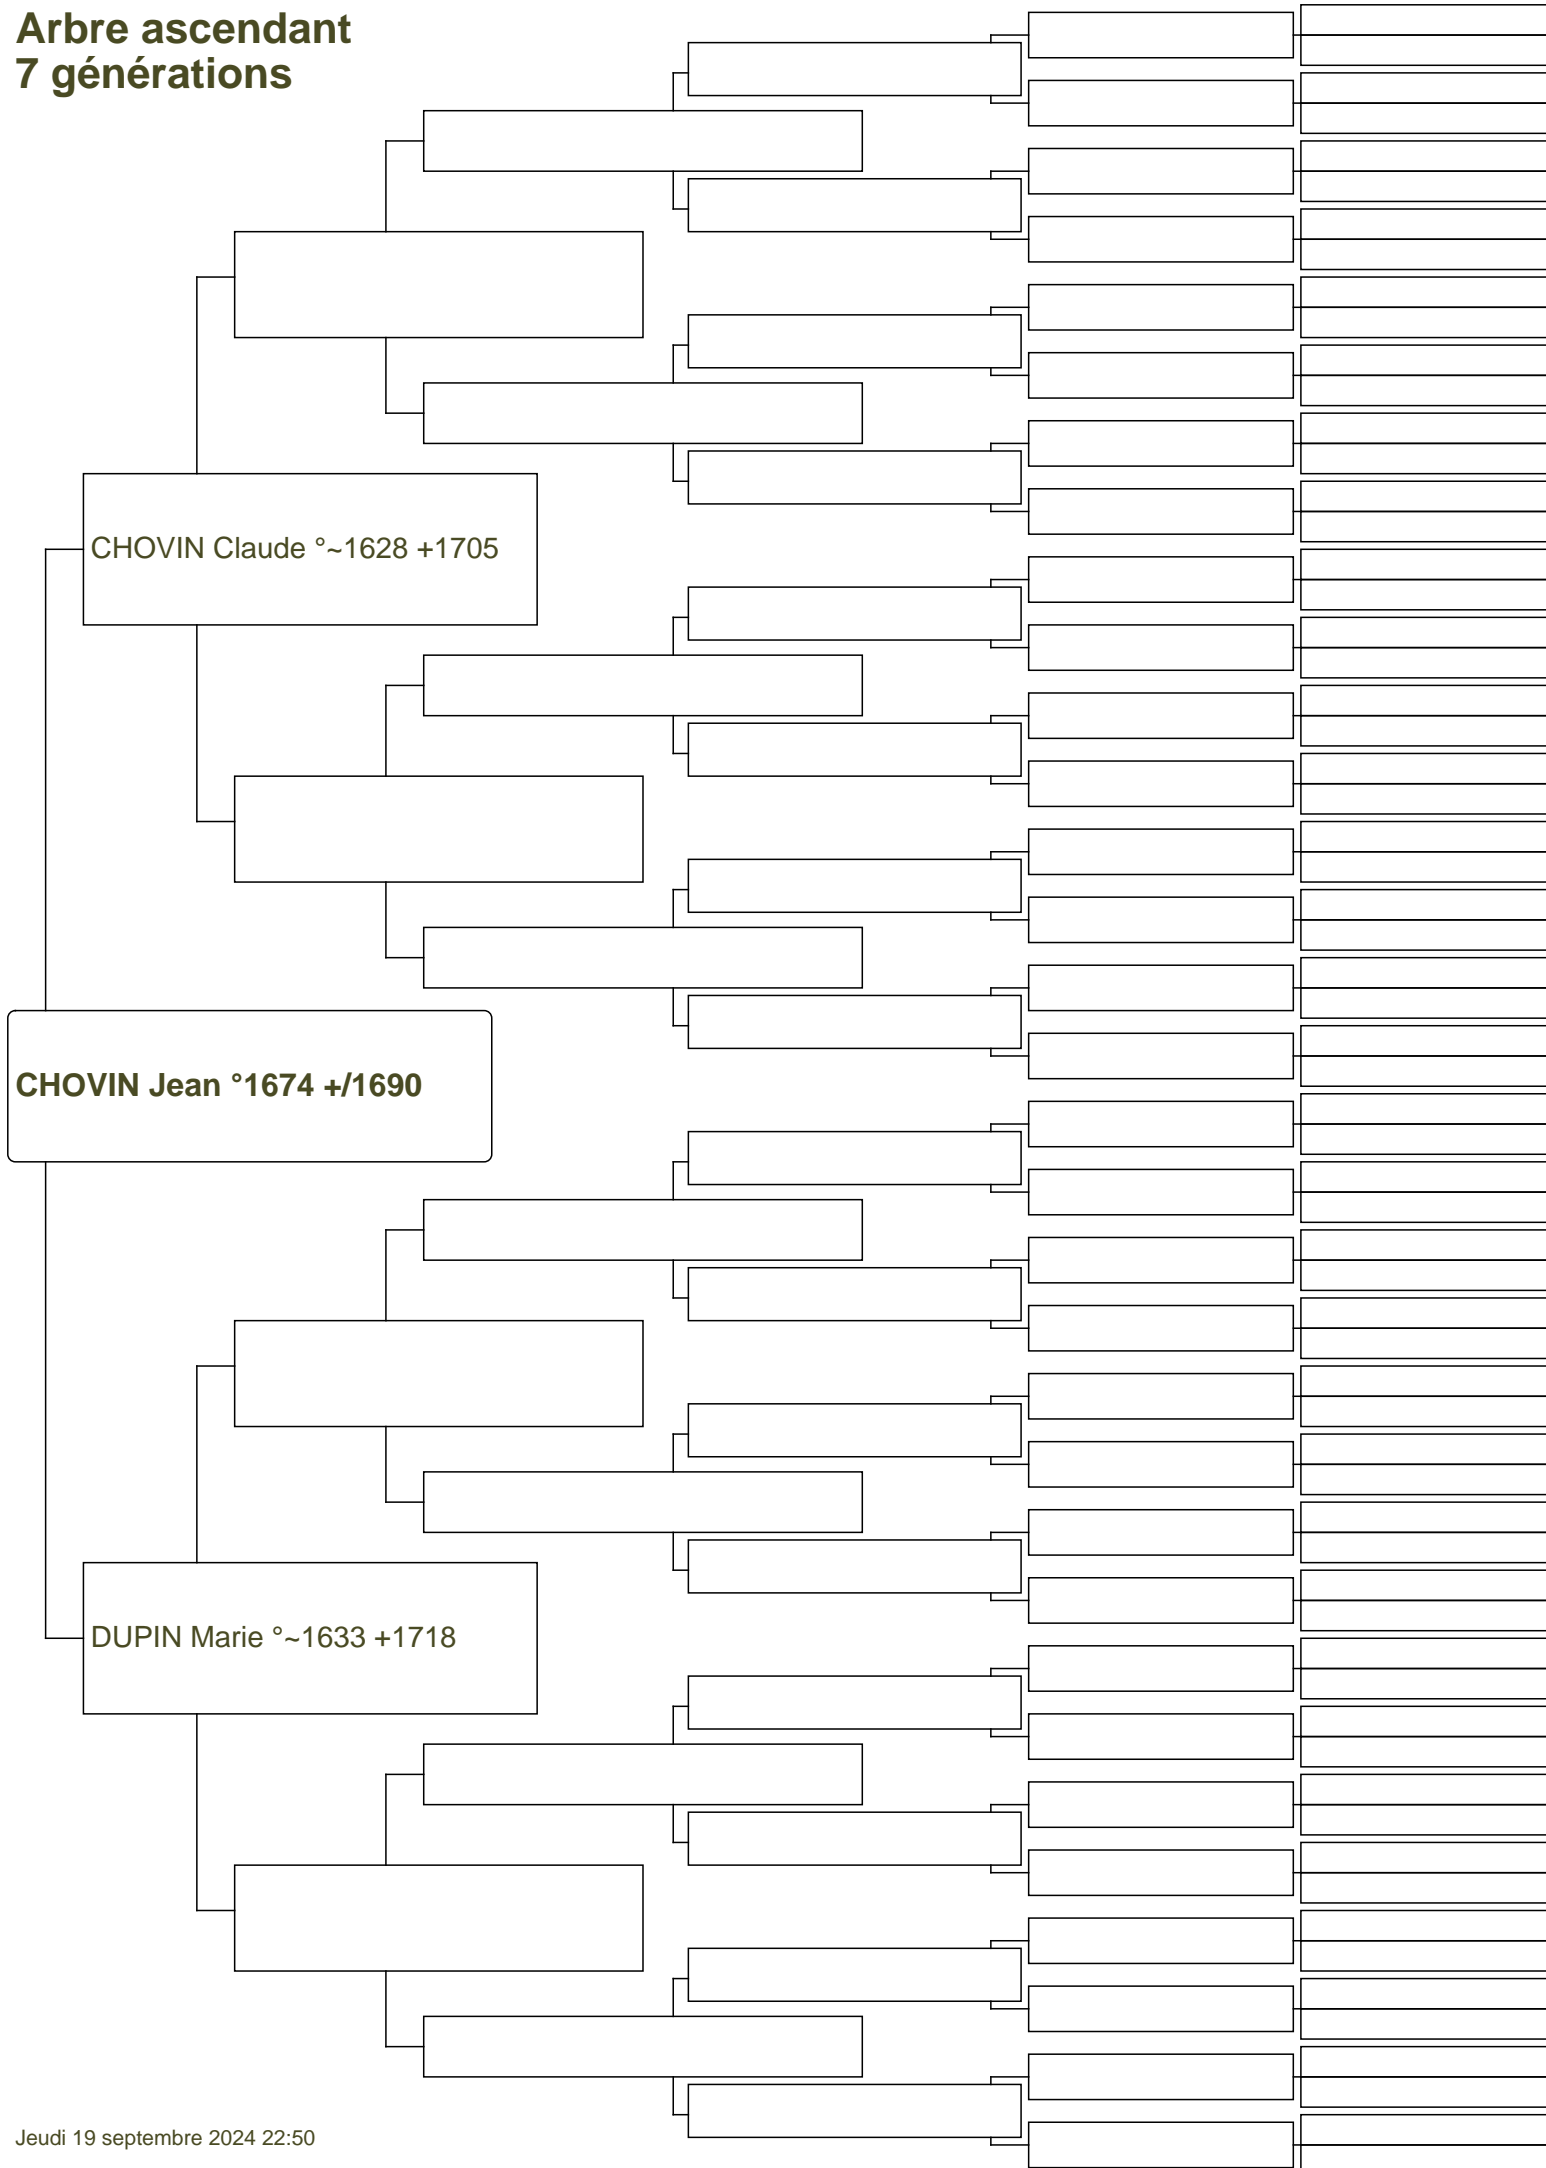 Arbre ascendant
7 générations
CHOVIN Claude °~1628 +1705
CHOVIN Jean °1674 +/1690
DUPIN Marie °~1633 +1718
Jeudi 19 septembre 2024 22:50